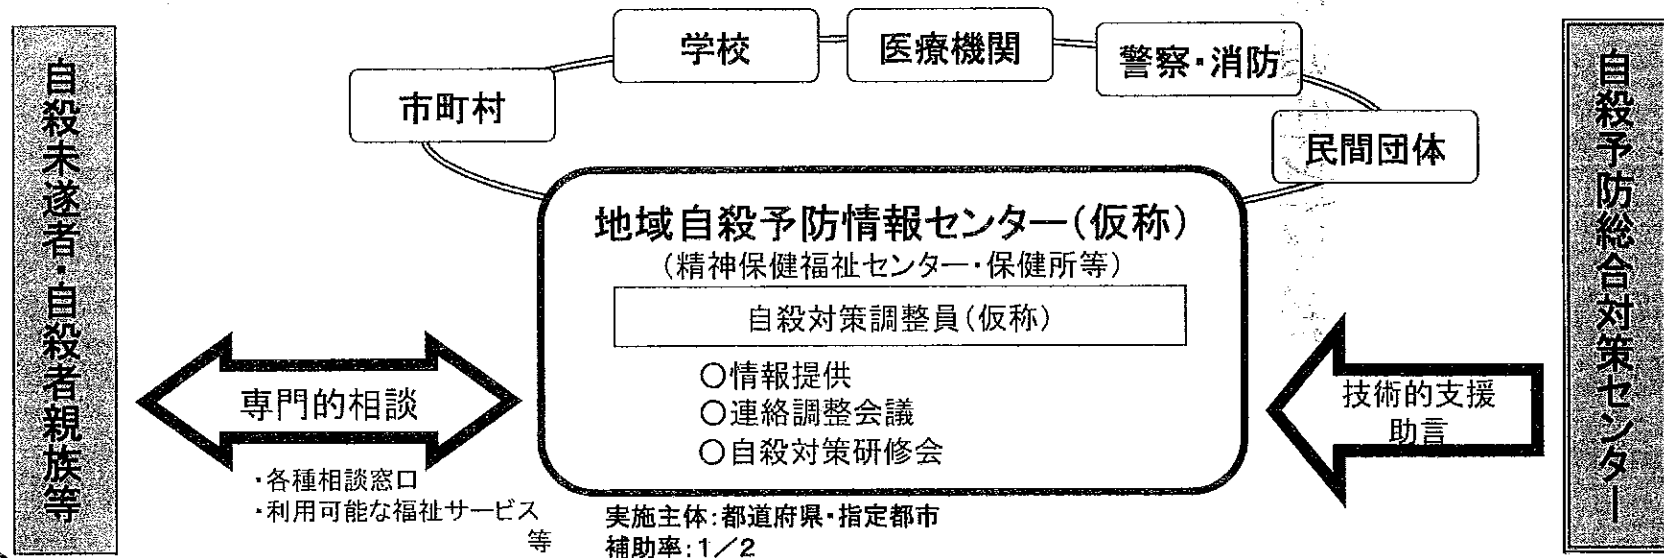 学校
医療機関
警察・消防
市町村
民間団体
自殺未遂者・自殺者親族等
地域自殺予防情報センター(仮称)
(精神保健福祉センター・保健所等)
自殺対策調整員(仮称)
○情報提供
○連絡調整会議
○自殺対策研修会
専門的相談
・各種相談窓口
・利用可能な福祉サービス
等
実施主体:都道府県・指定都市
補助率:1/2
技術的支援
助言
自殺予防総合対策センター